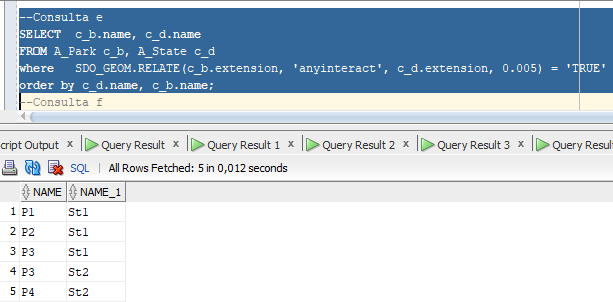 --Consulta e
SELECT c_b.name, c_d.name
FROM A_Park c_b, A_State c_d
where SDO_GEOM.RELATE(c_b.extension, 'anyinteract', c_d.extension, 0.005) = 'TRUE'
order by c_d.name, c_b.name;
--Consulta f
cript Output x Query Result x Query Result 1 x Query Result 2 x Query Result 3 x Query Resul
SQL All Rows Fetched: 5 in 0,012 seconds
NAME NAME_1
1 P1 St1
2 P2 St1
3 P3 St1
4 P3 St2
5 P4 St2